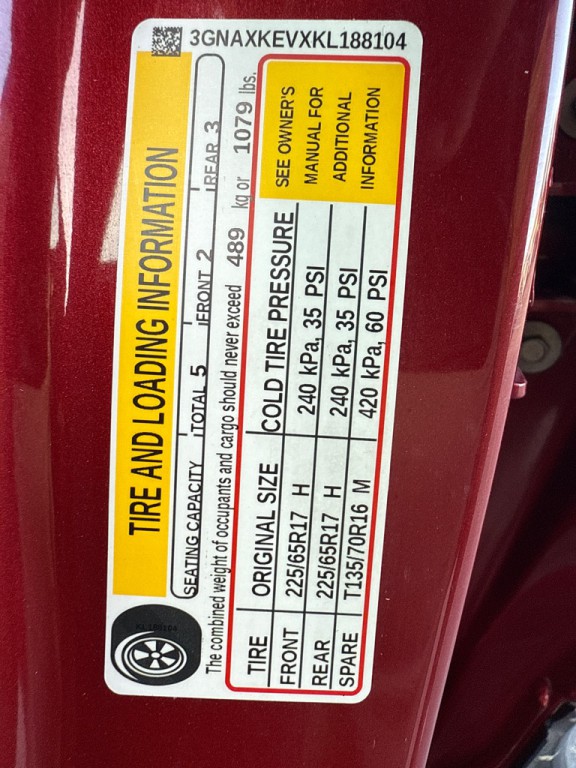 3GNAXKEVXKL188104
TIRE AND LOADING INFORMATION
SEATING CAPACITY TOTAL 5 FRONT 2 REAR 3
The combined weight of occupants and cargo should never exceed 489 kg or 1079 lbs.
TIRE ORIGINAL SIZE COLD TIRE PRESSURE
FRONT 225/65R17 H 240 kPa, 35 PSI
REAR 225/65R17 H 240 kPa, 35 PSI
SPARE T135/70R16 M 420 kPa, 60 PSI
SEE OWNER'S
MANUAL FOR
ADDITIONAL
INFORMATION
KL188104